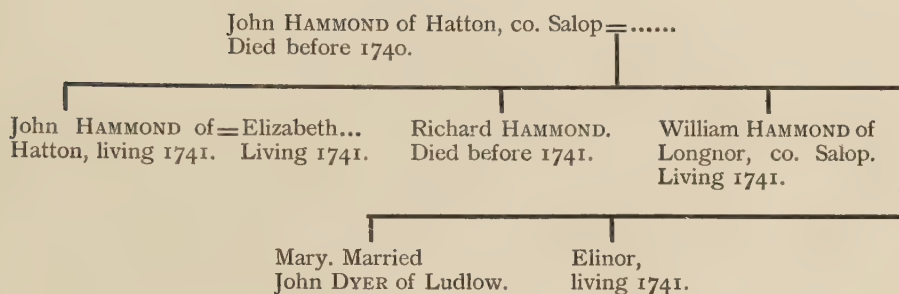 John HAMMOND of Hatton, co. Salop=......
Died before 1740.
John HAMMOND of=Elizabeth...
Hatton, living 1741. Living 1741.
Richard HAMMOND.
Died before 1741.
William HAMMOND of
Longnor, co. Salop.
Living 1741.
Mary. Married
John DYER of Ludlow.
Elinor,
living 1741.